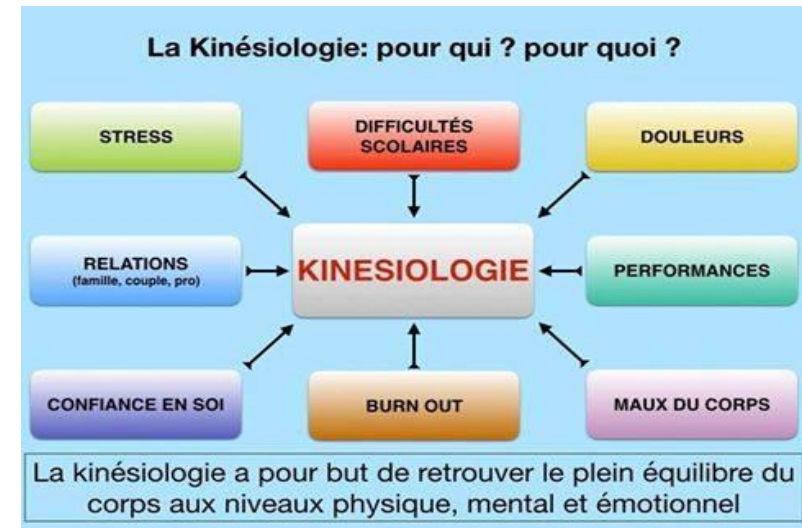 La Kinésiologie: pour qui ? pour quoi ?
STRESS
DIFFICULTÉS
SCOLAIRES
DOULEURS
RELATIONS
(famille, couple, pro)
KINESIOLOGIE
PERFORMANCES
CONFIANCE EN SOI
BURN OUT
MAUX DU CORPS
La kinésiologie a pour but de retrouver le plein équilibre du
corps aux niveaux physique, mental et émotionnel